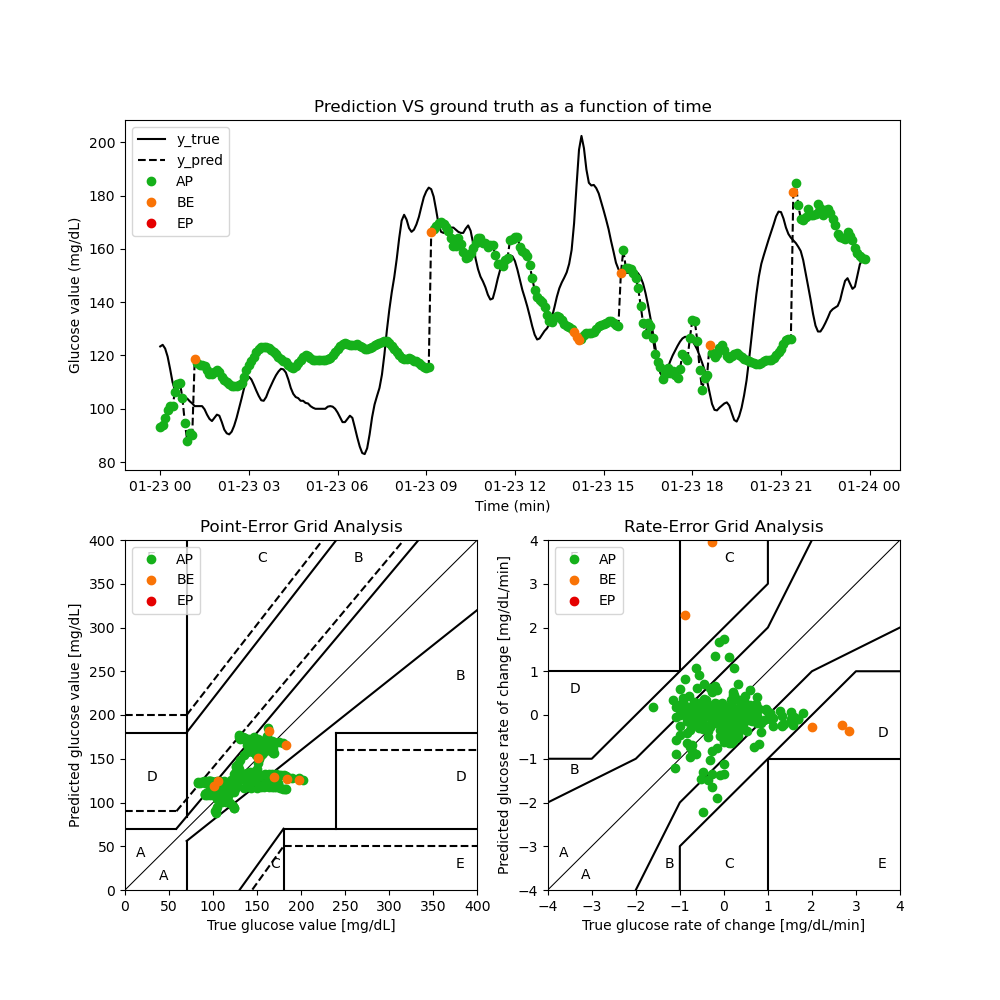 Prediction VS ground truth as a function of time
Glucose value (mg/dL)
200
180
160
140
120
100
80
y_true
y_pred
AP
BE
EP
01-23 00 01-23 03 01-23 06 01-23 09 01-23 12 01-23 15 01-23 18 01-23 21 01-24 00
Time (min)
Point-Error Grid Analysis
Predicted glucose value [mg/dL]
400
350
300
250
200
150
100
50
0
AP
BE
EP
C
B
B
D
D
A
A
C
E
0 50 100 150 200 250 300 350 400
True glucose value [mg/dL]
Rate-Error Grid Analysis
Predicted glucose rate of change [mg/dL/min]
4
3
2
1
0
−1
−2
−3
−4
AP
BE
EP
C
D
D
B
A
A
B
C
E
−4 −3 −2 −1 0 1 2 3 4
True glucose rate of change [mg/dL/min]